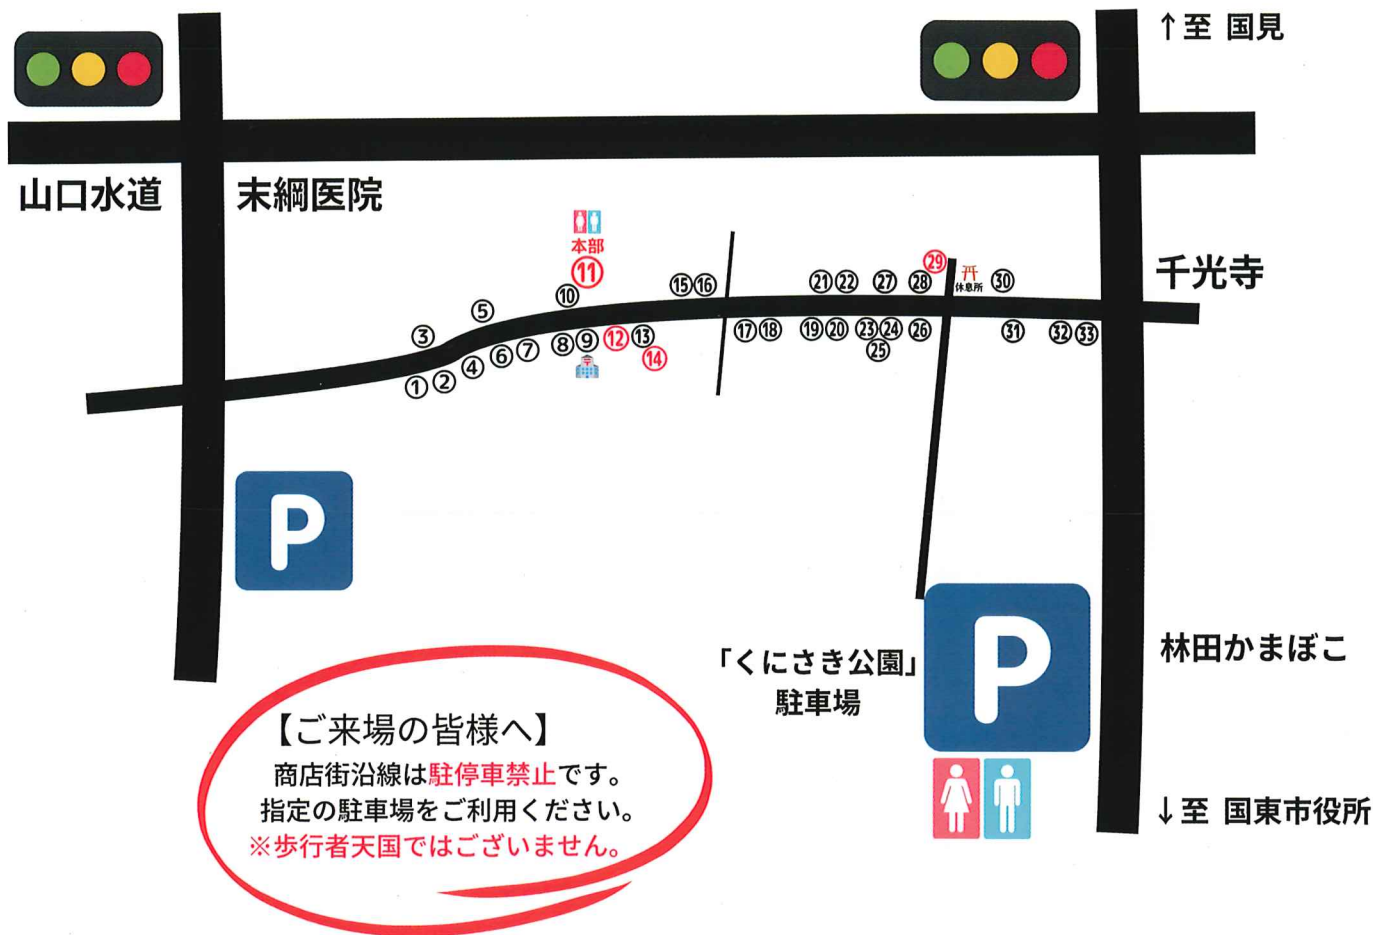 ↑至 国見
山口水道
末綱医院
本部
⑪
㉙
休息所
千光寺
⑮⑯
㉑㉒
㉗
㉘
㉚
⑩
⑤
③
⑰⑱
⑲⑳
㉓㉔
㉖
㉛
㉜㉝
㉕
⑧⑨
⑫
⑬
⑭
⑥
⑦
④
②
①
P
「くにさき公園」
駐車場
P
林田かまぼこ
↓至 国東市役所
【ご来場の皆様へ】
商店街沿線は駐停車禁止です。
指定の駐車場をご利用ください。
※歩行者天国ではございません。